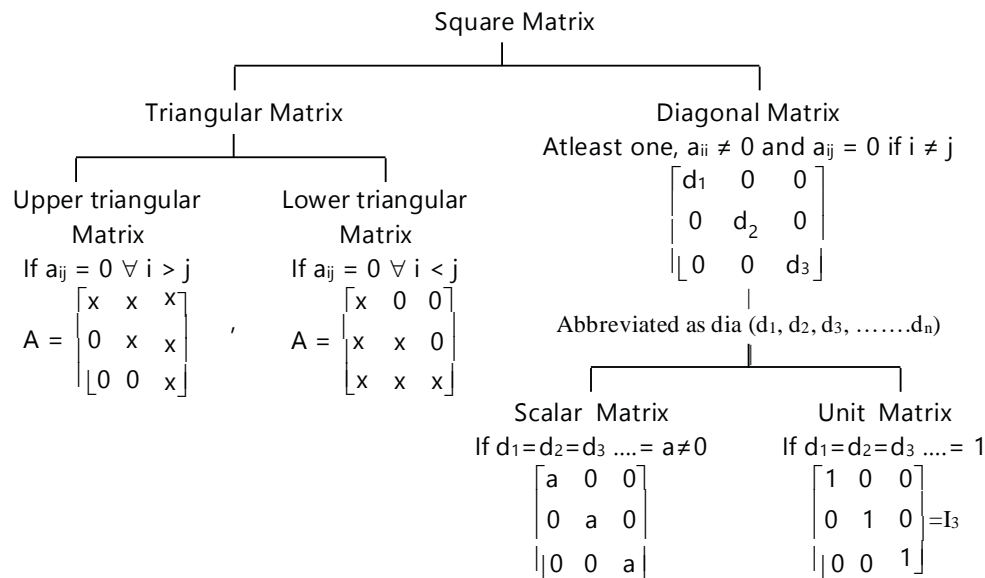 Square Matrix
Triangular Matrix
Diagonal Matrix
Atleast one, aᵢᵢ ≠ 0 and aᵢⱼ = 0 if i ≠ j
d₁ 0 0
0 d₂ 0
0 0 d₃
Upper triangular
Matrix
If aᵢⱼ = 0 ∀ i > j
A = x x x
0 x x
0 0 x
,
Lower triangular
Matrix
If aᵢⱼ = 0 ∀ i < j
A = x 0 0
x x 0
x x x
Abbreviated as dia (d₁, d₂, d₃, …….dₙ)
Scalar Matrix
If d₁=d₂=d₃ ....= a≠0
a 0 0
0 a 0
0 0 a
Unit Matrix
If d₁=d₂=d₃ ....= 1
1 0 0
0 1 0 =I₃
0 0 1